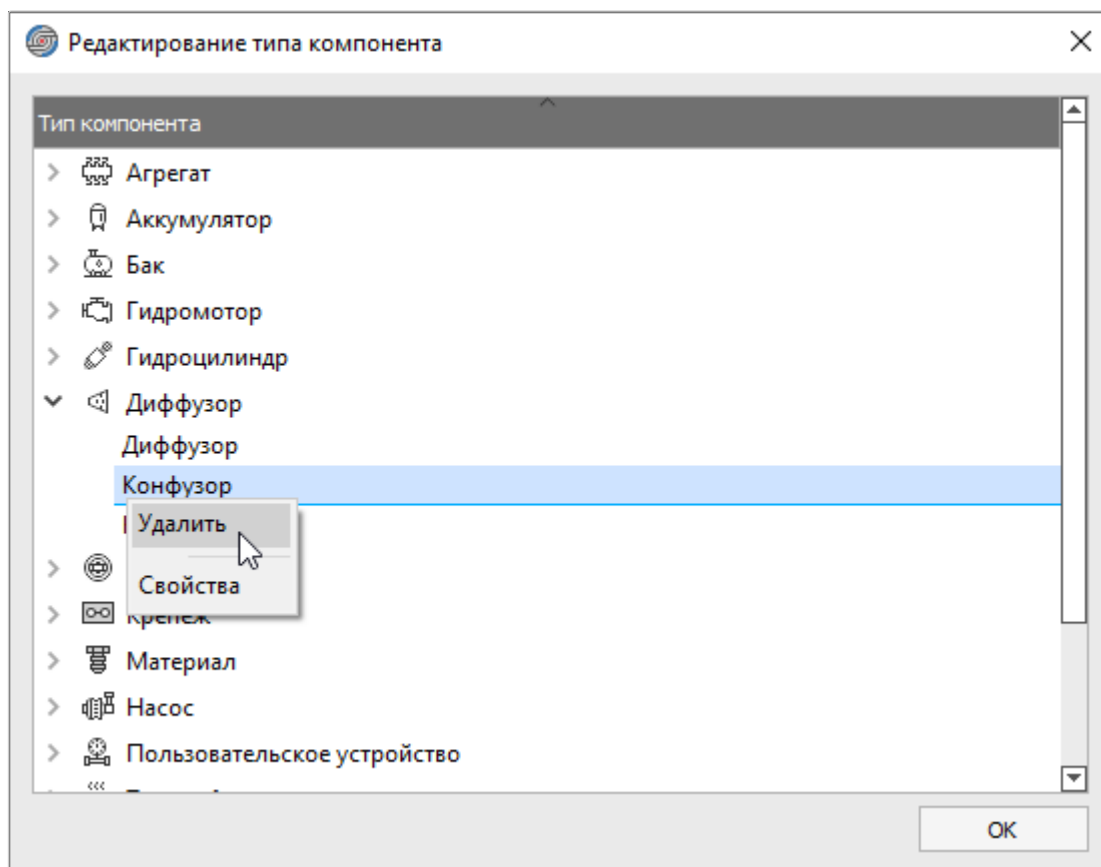 Редактирование типа компонента
Тип компонента
Агрегат
Аккумулятор
Бак
Гидромотор
Гидроцилиндр
Диффузор
Диффузор
Конфузор
Удалить
Свойства
Крепеж
Материал
Насос
Пользовательское устройство
OK